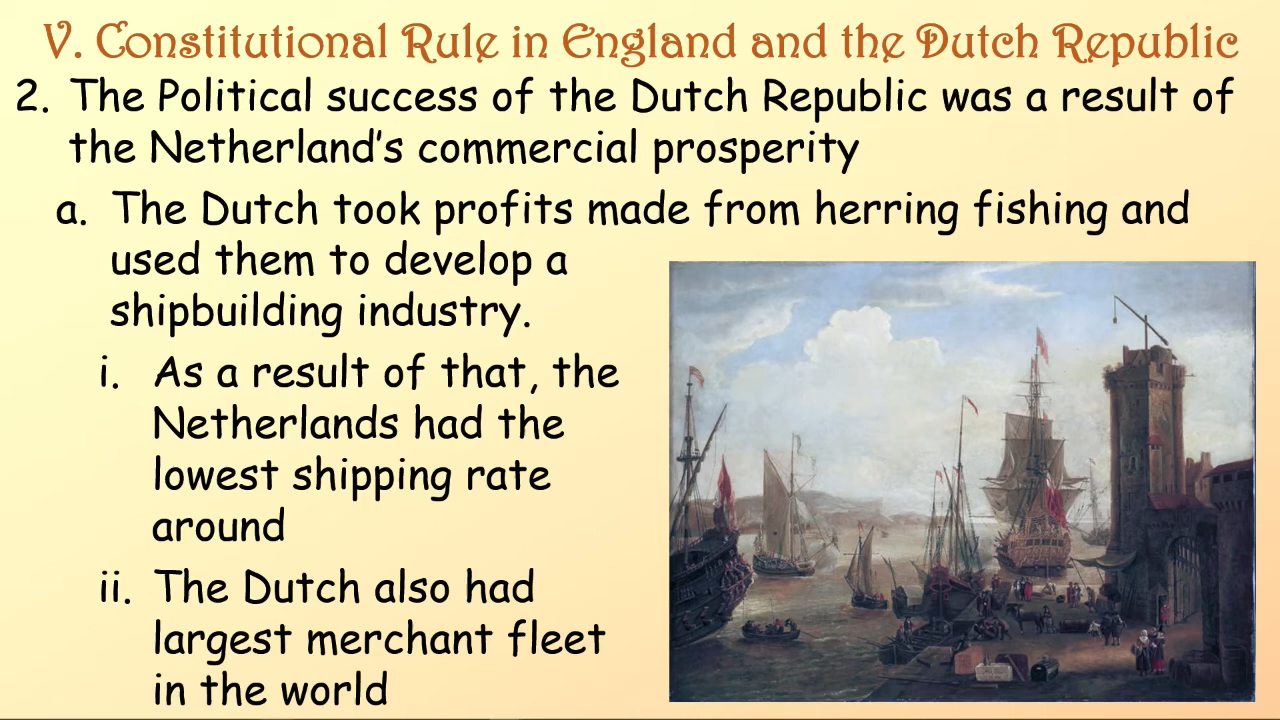 V. Constitutional Rule in England and the Dutch Republic
2. The Political success of the Dutch Republic was a result of
the Netherland’s commercial prosperity
a. The Dutch took profits made from herring fishing and
used them to develop a
shipbuilding industry.
i. As a result of that, the
Netherlands had the
lowest shipping rate
around
ii. The Dutch also had
largest merchant fleet
in the world